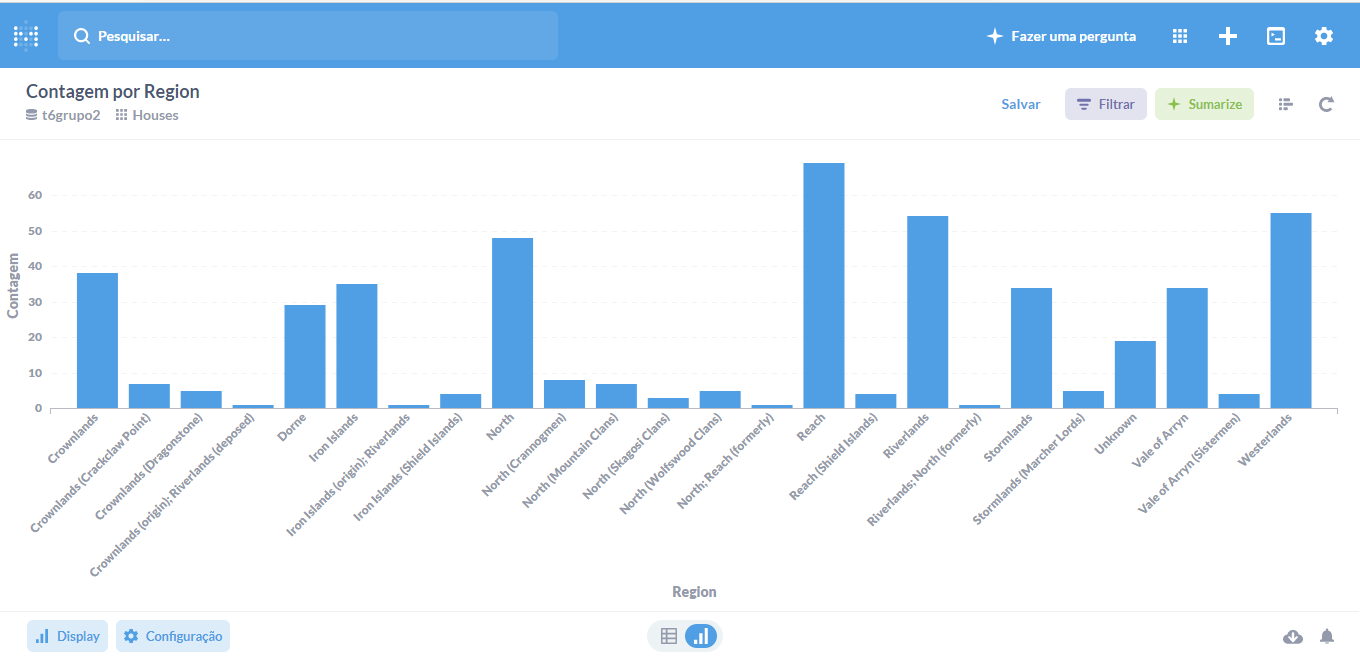 Pesquisar...
Fazer uma pergunta
Contagem por Region
t6grupo2 Houses
Salvar
Filtrar
Sumarize
Contagem
60
50
40
30
20
10
0
Crownlands
Crownlands (Crackclaw Point)
Crownlands (Dragonstone)
Crownlands (origin); Riverlands (deposed)
Dorne
Iron Islands
Iron Islands (origin); Riverlands
Iron Islands (Shield Islands)
North
North (Crannogmen)
North (Mountain Clans)
North (Skagosi Clans)
North (Wolfswood Clans)
North; Reach (formerly)
Reach
Reach (Shield Islands)
Riverlands
Riverlands; North (formerly)
Stormlands
Stormlands (Marcher Lords)
Unknown
Vale of Arryn
Vale of Arryn (Sistermen)
Westerlands
Region
Display
Configuração